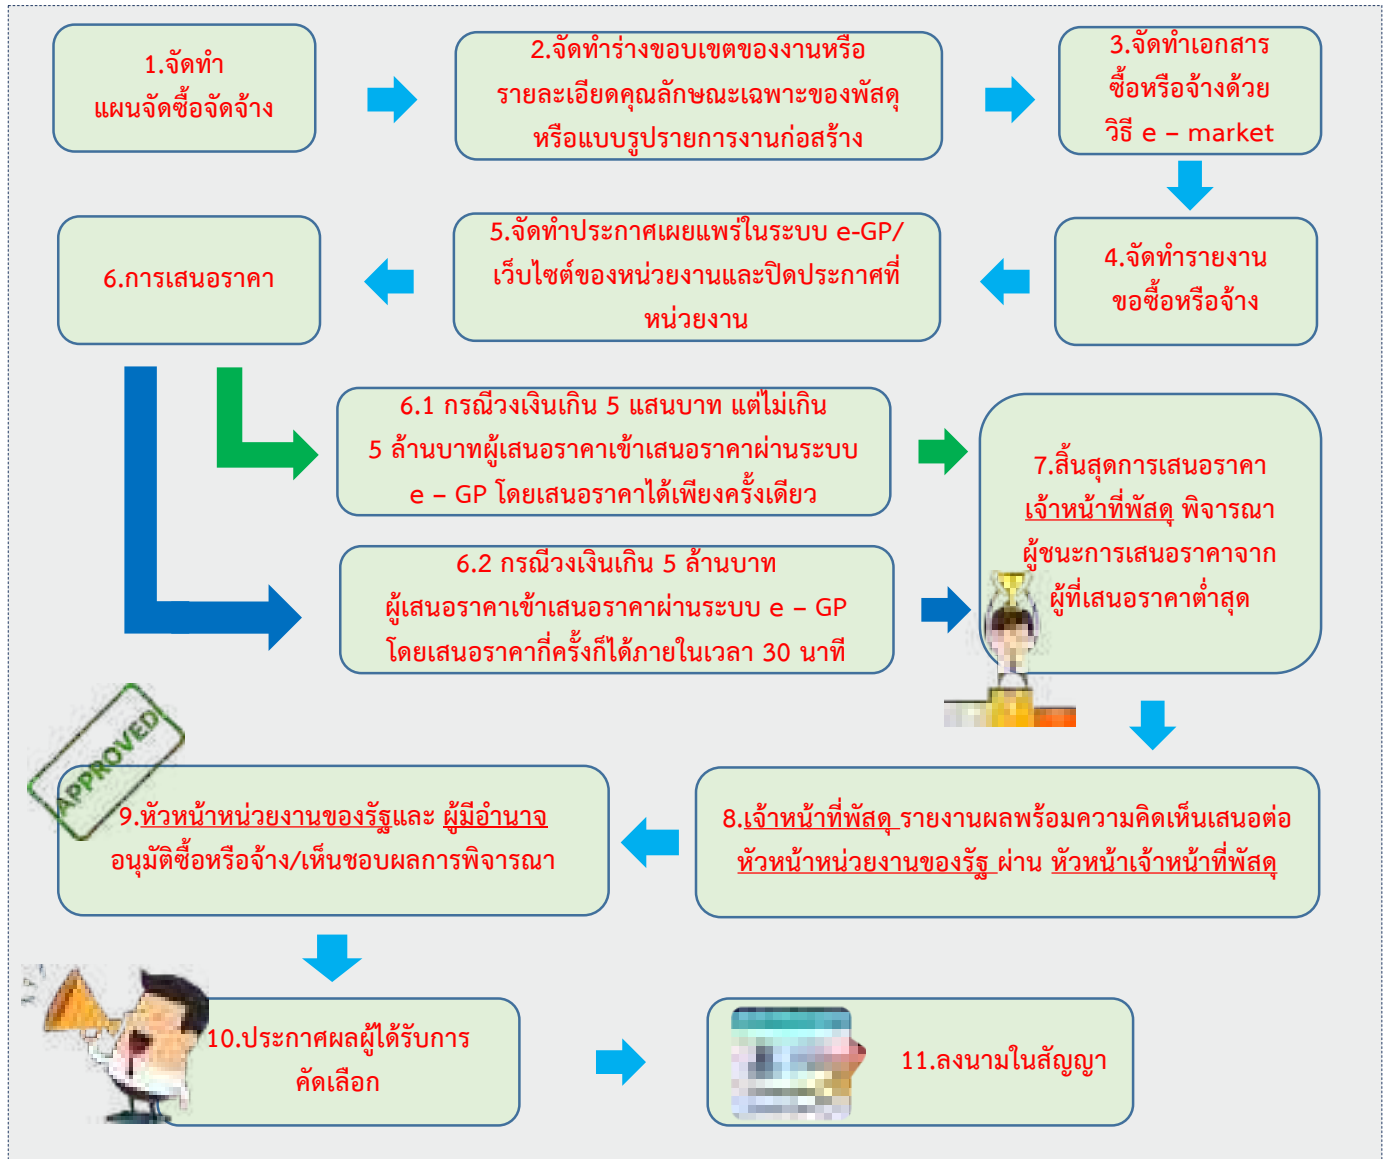 1.จัดทำ
แผนจัดซื้อจัดจ้าง
2.จัดทำร่างขอบเขตของงานหรือ
รายละเอียดคุณลักษณะเฉพาะของพัสดุ
หรือแบบรูปรายการงานก่อสร้าง
3.จัดทำเอกสาร
ซื้อหรือจ้างด้วย
วิธี e – market
4.จัดทำรายงาน
ขอซื้อหรือจ้าง
5.จัดทำประกาศเผยแพร่ในระบบ e-GP/
เว็บไซต์ของหน่วยงานและปิดประกาศที่
หน่วยงาน
6.การเสนอราคา
6.1 กรณีวงเงินเกิน 5 แสนบาท แต่ไม่เกิน
5 ล้านบาทผู้เสนอราคาเข้าเสนอราคาผ่านระบบ
e – GP โดยเสนอราคาได้เพียงครั้งเดียว
6.2 กรณีวงเงินเกิน 5 ล้านบาท
ผู้เสนอราคาเข้าเสนอราคาผ่านระบบ e – GP
โดยเสนอราคากี่ครั้งก็ได้ภายในเวลา 30 นาที
7.สิ้นสุดการเสนอราคา
เจ้าหน้าที่พัสดุ พิจารณา
ผู้ชนะการเสนอราคาจาก
ผู้ที่เสนอราคาต่ำสุด
8.เจ้าหน้าที่พัสดุ รายงานผลพร้อมความคิดเห็นเสนอต่อ
หัวหน้าหน่วยงานของรัฐ ผ่าน หัวหน้าเจ้าหน้าที่พัสดุ
APPROVED
9.หัวหน้าหน่วยงานของรัฐและ ผู้มีอำนาจ
อนุมัติซื้อหรือจ้าง/เห็นชอบผลการพิจารณา
10.ประกาศผลผู้ได้รับการ
คัดเลือก
11.ลงนามในสัญญา